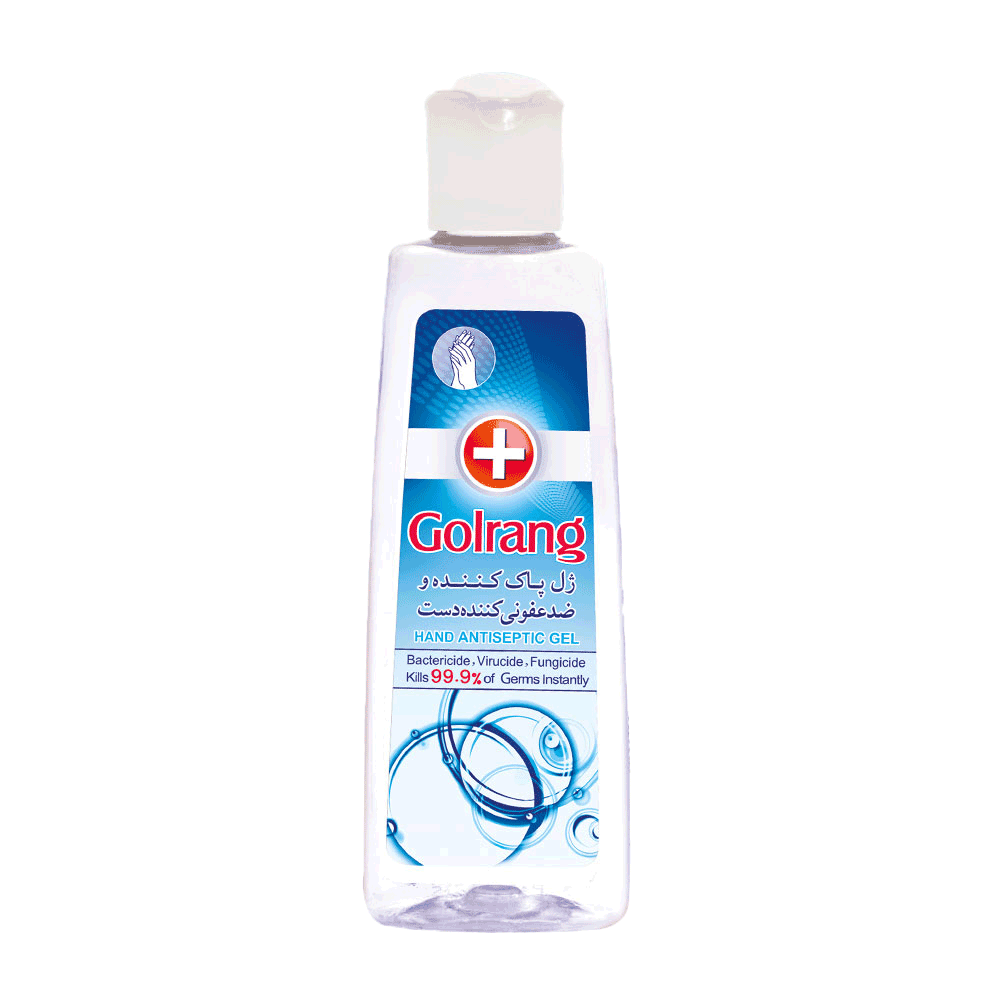 Golrang
ژل پاک کننده و
ضدعفونی کننده دست
HAND ANTISEPTIC GEL
Bactericide, Virucide, Fungicide
Kills 99.9% of Germs Instantly